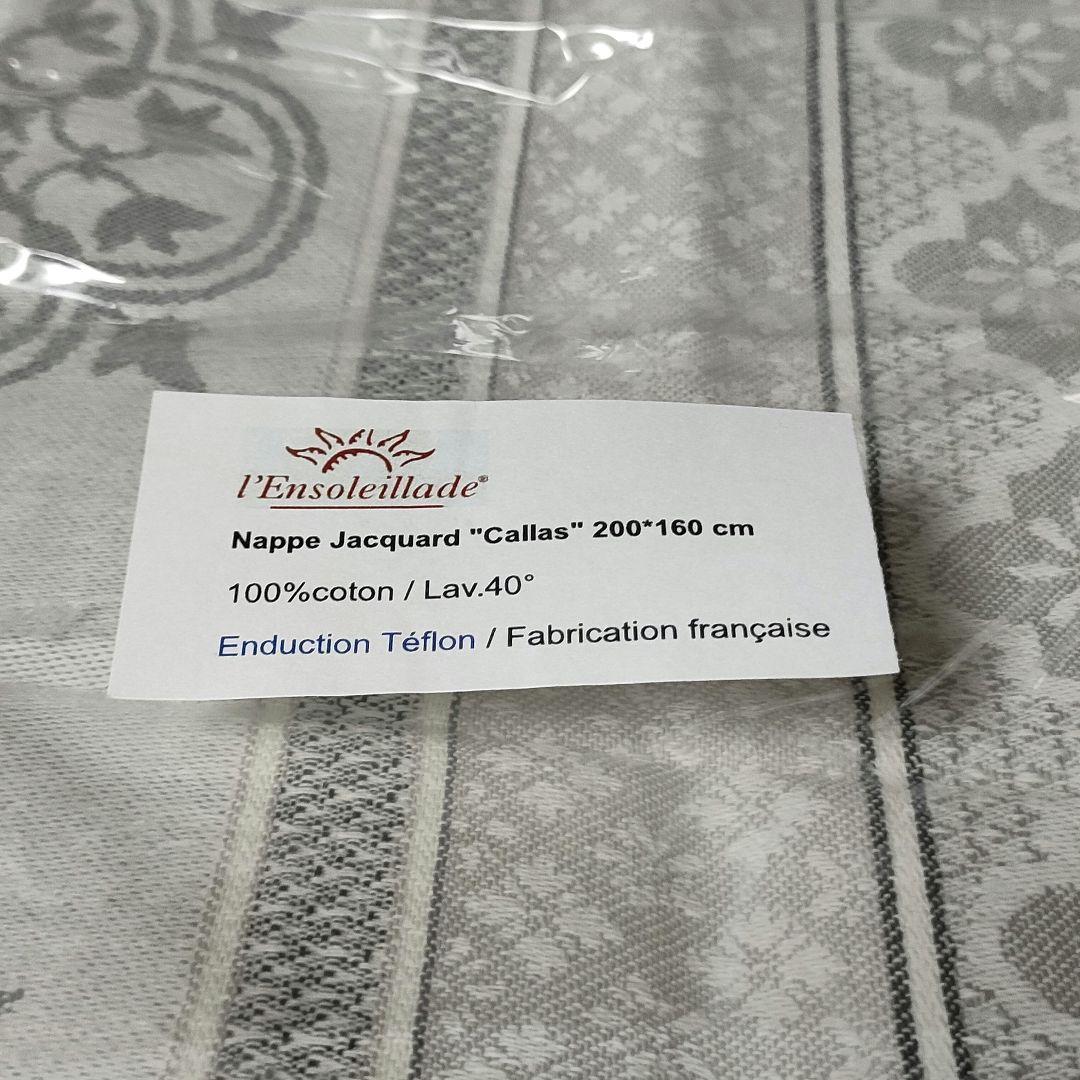 l'Ensoleillade®
Nappe Jacquard "Callas" 200*160 cm
100%coton / Lav.40°
Enduction Téflon / Fabrication française